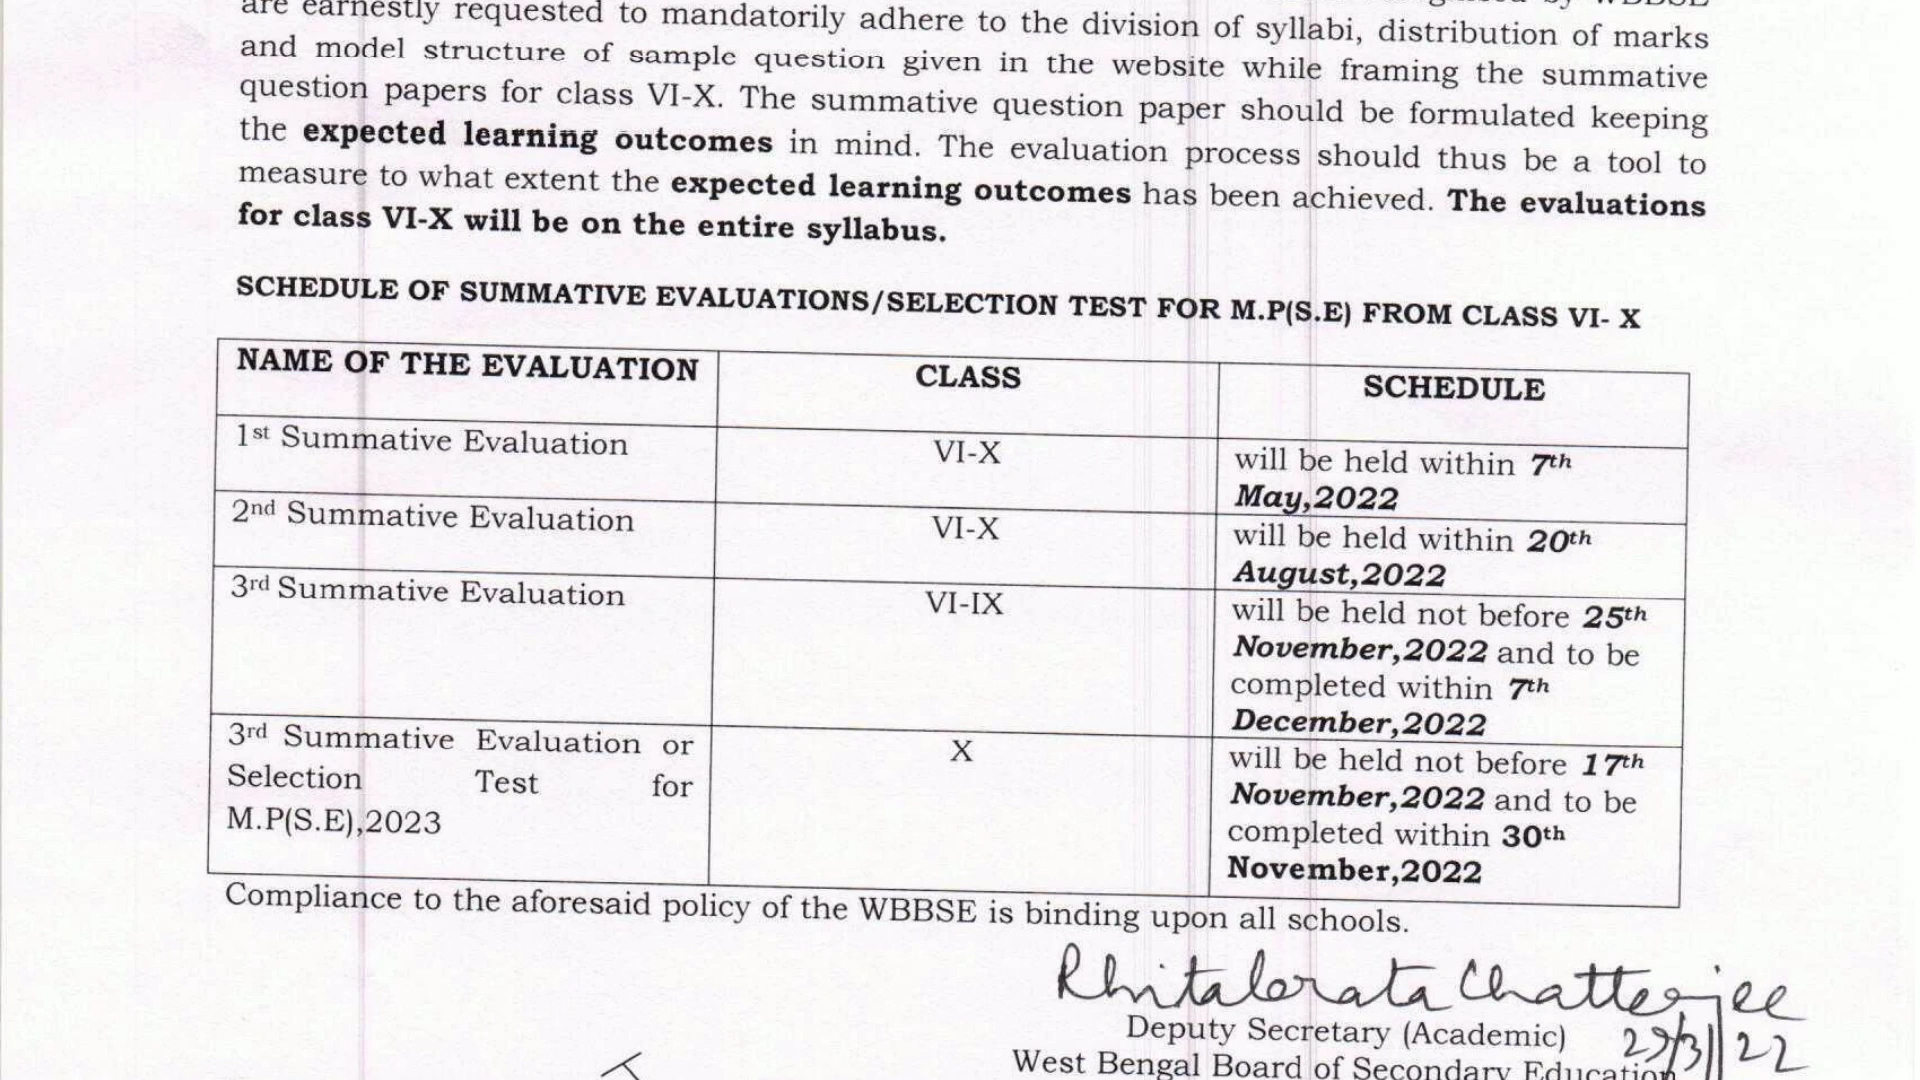 are earnestly requested to mandatorily adhere to the division of syllabi, distribution of marks
and model structure of sample question given in the website while framing the summative
question papers for class VI-X. The summative question paper should be formulated keeping
the expected learning outcomes in mind. The evaluation process should thus be a tool to
measure to what extent the expected learning outcomes has been achieved. The evaluations
for class VI-X will be on the entire syllabus.
SCHEDULE OF SUMMATIVE EVALUATIONS/SELECTION TEST FOR M.P(S.E) FROM CLASS VI- X
NAME OF THE EVALUATION CLASS SCHEDULE
1st Summative Evaluation VI-X will be held within 7th
May,2022
2nd Summative Evaluation VI-X will be held within 20th
August,2022
3rd Summative Evaluation VI-IX will be held not before 25th
November,2022 and to be
completed within 7th
December,2022
3rd Summative Evaluation or X will be held not before 17th
Selection Test for November,2022 and to be
M.P(S.E),2023 completed within 30th
November,2022
Compliance to the aforesaid policy of the WBBSE is binding upon all schools.
Chatterjee
Deputy Secretary (Academic)
West Bengal Board of Secondary Education